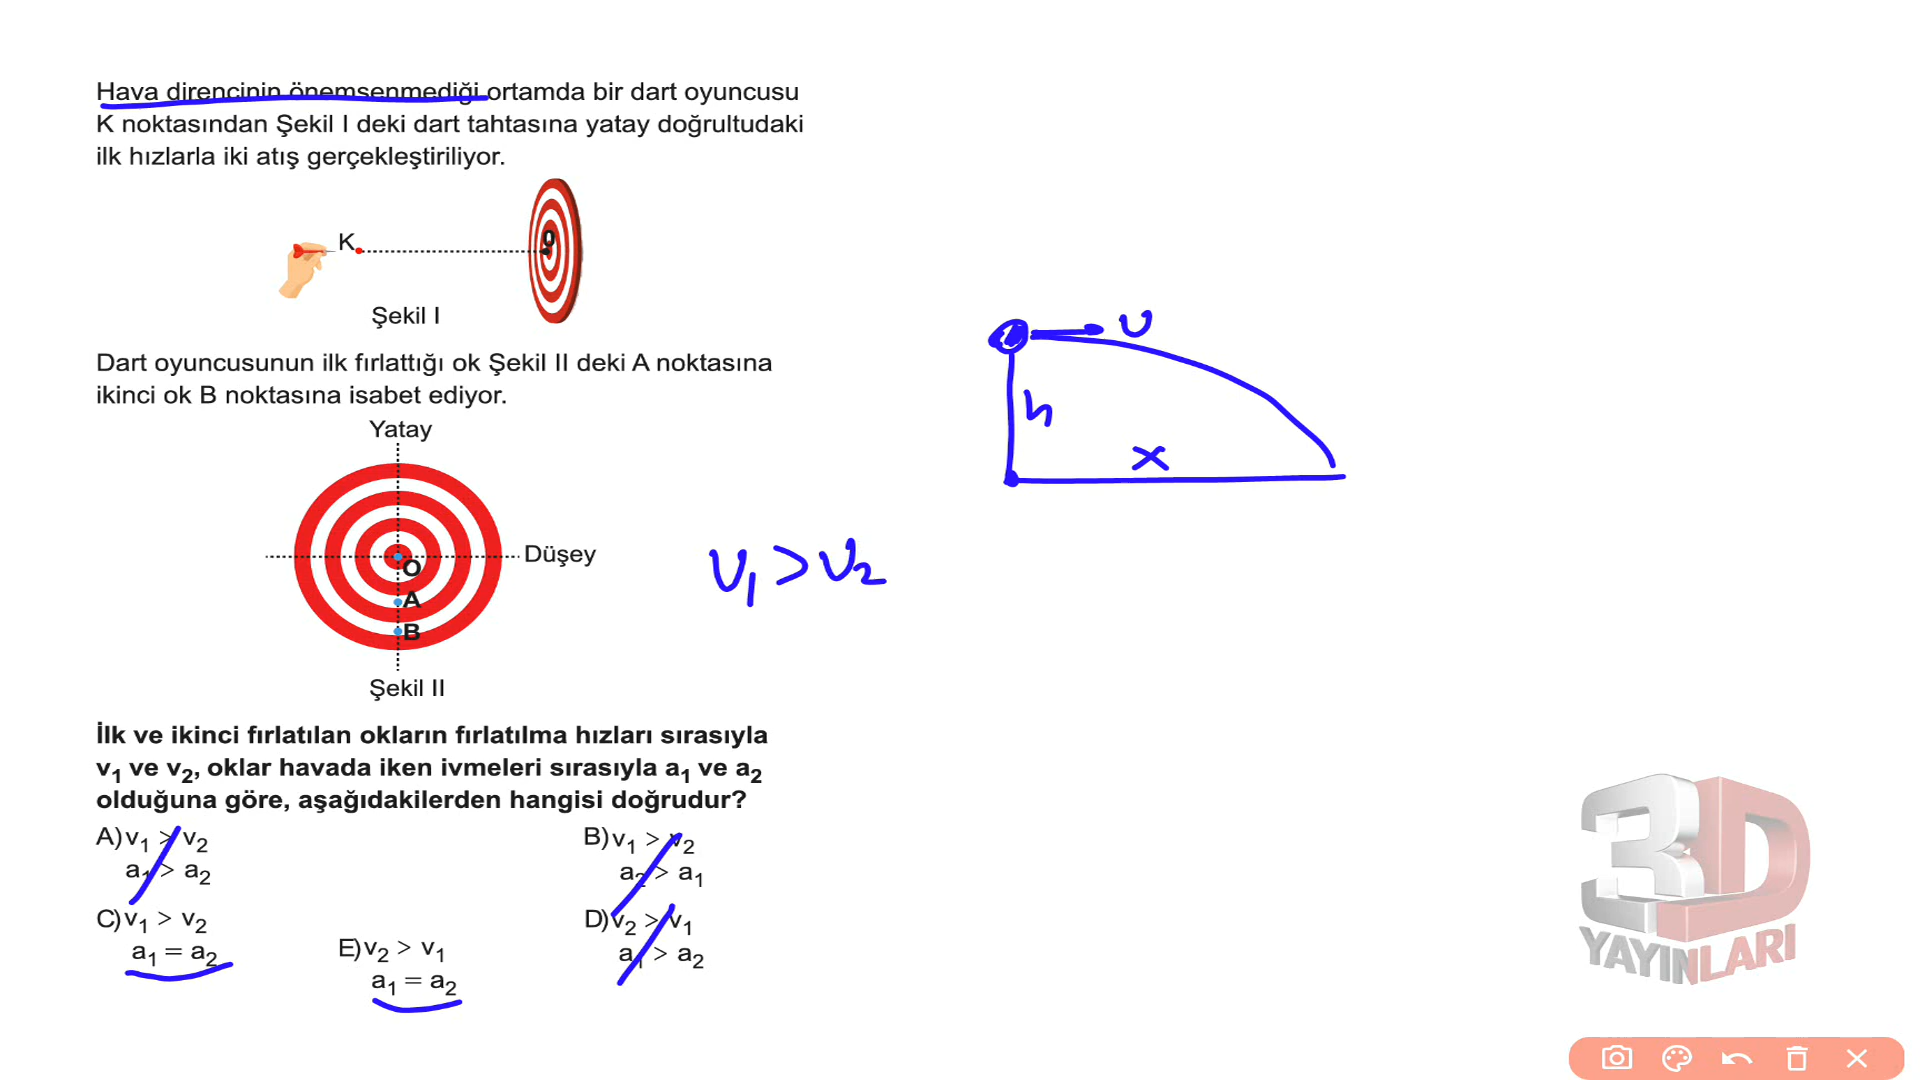 Hava direncinin önemsenmediği ortamda bir dart oyuncusu
K noktasından Şekil I deki dart tahtasına yatay doğrultudaki
ilk hızlarla iki atış gerçekleştiriliyor.
K
0
Şekil I
Dart oyuncusunun ilk fırlattığı ok Şekil II deki A noktasına
ikinci ok B noktasına isabet ediyor.
Yatay
Düşey
O
A
B
Şekil II
υ
h
x
υ₁ > υ₂
İlk ve ikinci fırlatılan okların fırlatılma hızları sırasıyla
v₁ ve v₂, oklar havada iken ivmeleri sırasıyla a₁ ve a₂
olduğuna göre, aşağıdakilerden hangisi doğrudur?
A) v₁ > v₂
a₁ > a₂
B) v₁ > v₂
a₂ > a₁
C) v₁ > v₂
a₁ = a₂
D) v₂ > v₁
a₁ > a₂
E) v₂ > v₁
a₁ = a₂
3D
YAYINLARI